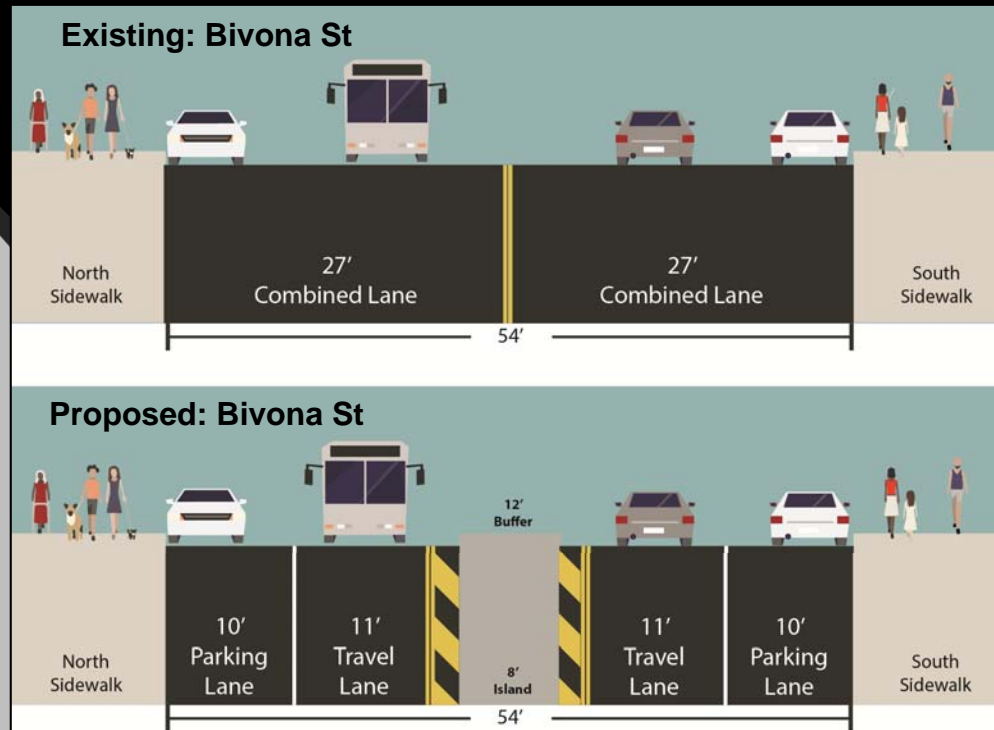 Existing: Bivona St
North
Sidewalk
27′
Combined Lane
27′
Combined Lane
South
Sidewalk
54′
Proposed: Bivona St
12′
Buffer
North
Sidewalk
10′
Parking
Lane
11′
Travel
Lane
8′
Island
11′
Travel
Lane
10′
Parking
Lane
South
Sidewalk
54′